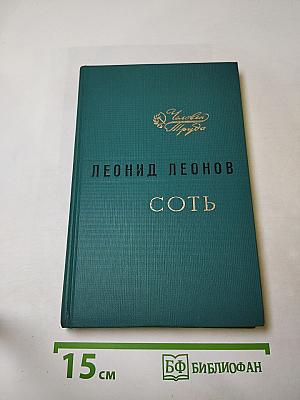 Человек
Труда
ЛЕОНИД ЛЕОНОВ
СОТЬ
15 см
БФ БИБЛИОФАН